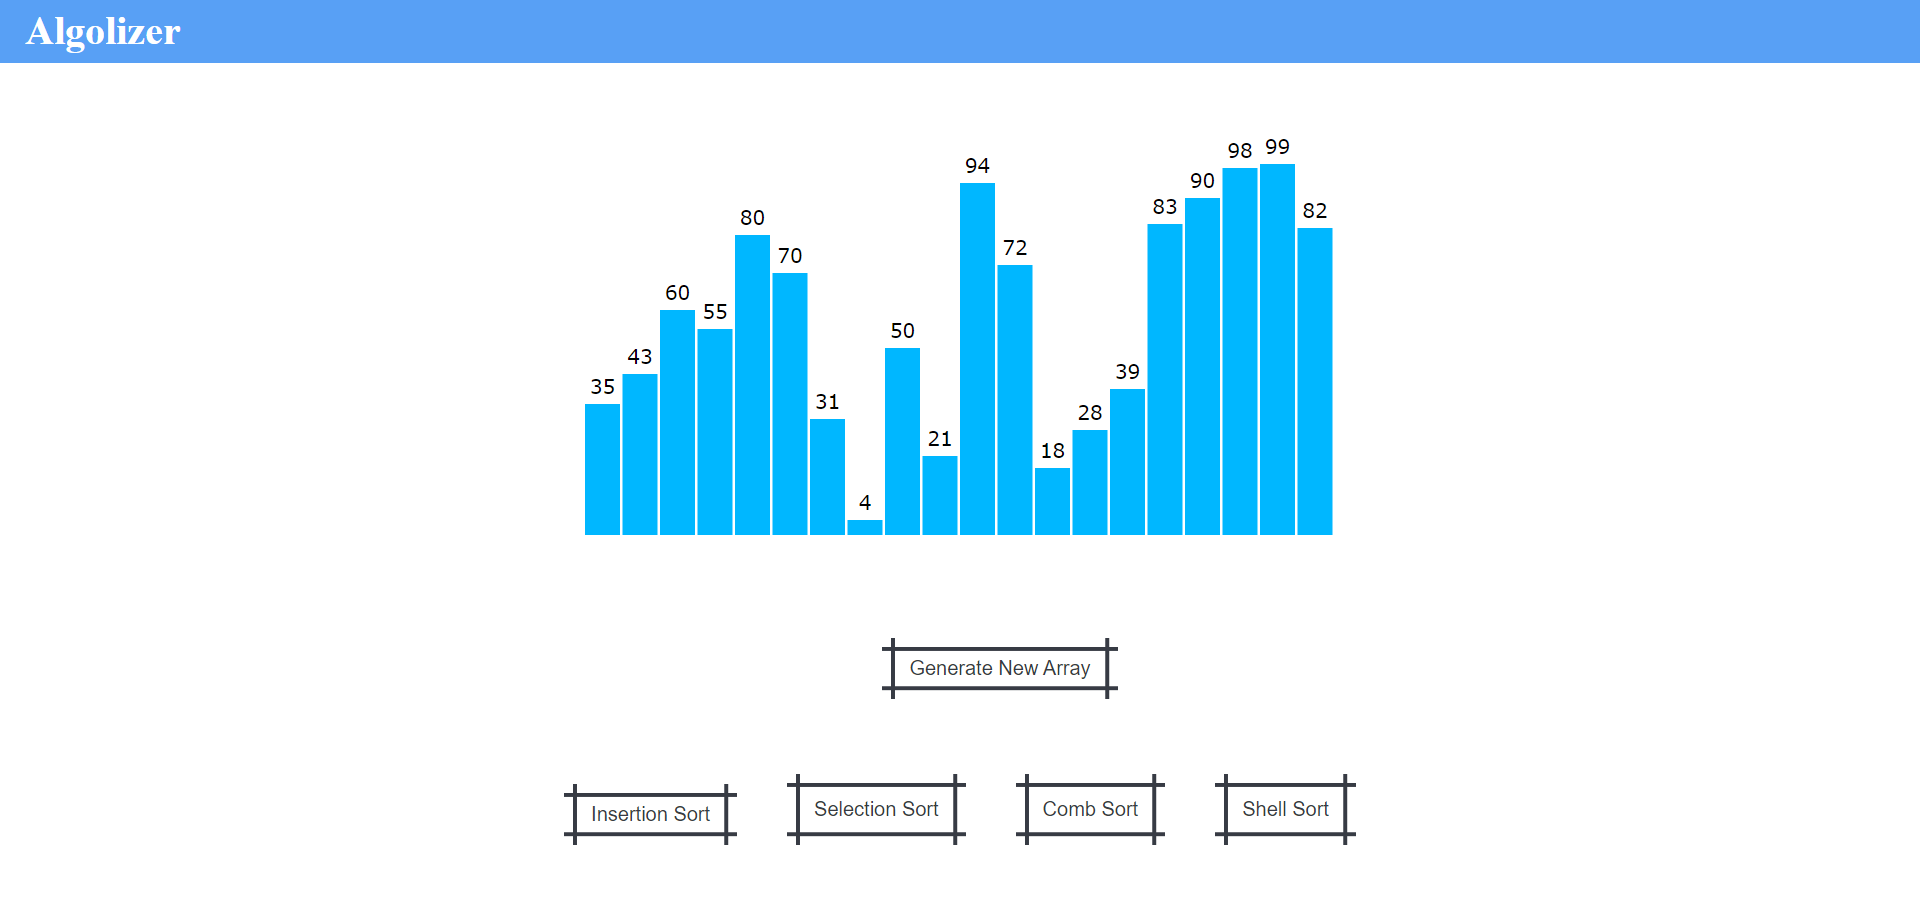 Algolizer
35 43 60 55 80 70 31 4 50 21 94 72 18 28 39 83 90 98 99 82
Generate New Array
Insertion Sort Selection Sort Comb Sort Shell Sort